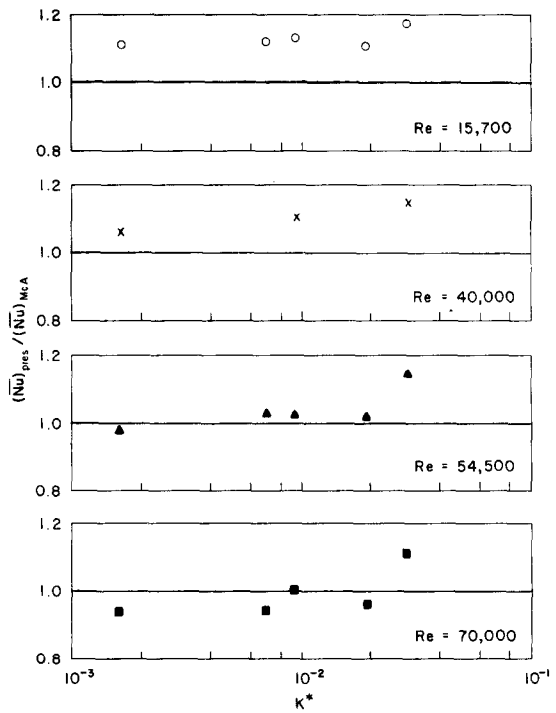 1.2
1.0
0.8
Re = 15,700
1.2
1.0
0.8
Re = 40,000
(N̅u̅)pres / (N̅u̅)McA
1.2
1.0
0.8
Re = 54,500
1.2
1.0
0.8
Re = 70,000
10⁻³ 10⁻² 10⁻¹
K*